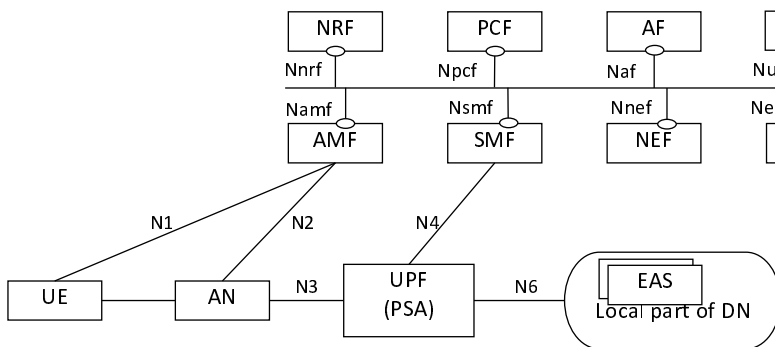 NRF PCF AF
Nnrf Npcf Naf Nu
Namf Nsmf Nnef Ne
AMF SMF NEF
N1 N2 N4
UE AN N3 UPF (PSA) N6 EAS
Local part of DN